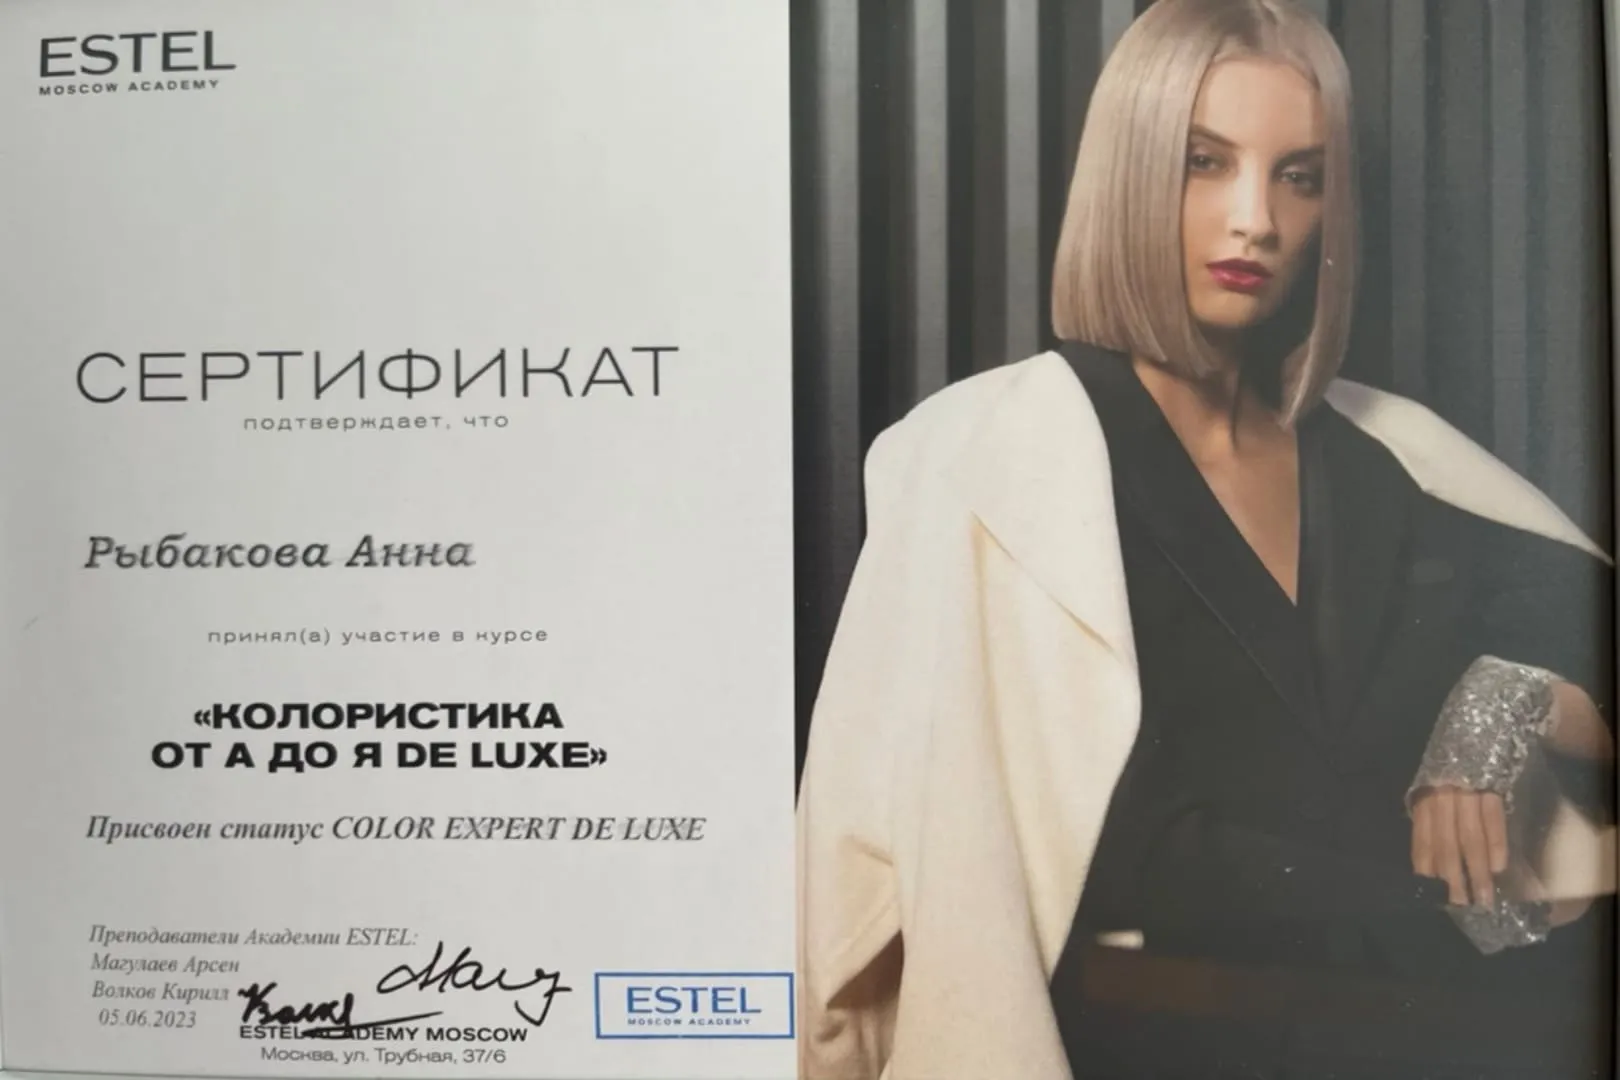 ESTEL
MOSCOW ACADEMY
СЕРТИФИКАТ
подтверждает, что
Рыбакова Анна
принял(а) участие в курсе
«КОЛОРИСТИКА
ОТ А ДО Я DE LUXE»
Присвоен статус COLOR EXPERT DE LUXE
Преподаватели Академии ESTEL:
Магулаев Арсен
Волков Кирилл
05.06.2023
ESTEL ACADEMY MOSCOW
Москва, ул. Трубная, 37/6
ESTEL
MOSCOW ACADEMY